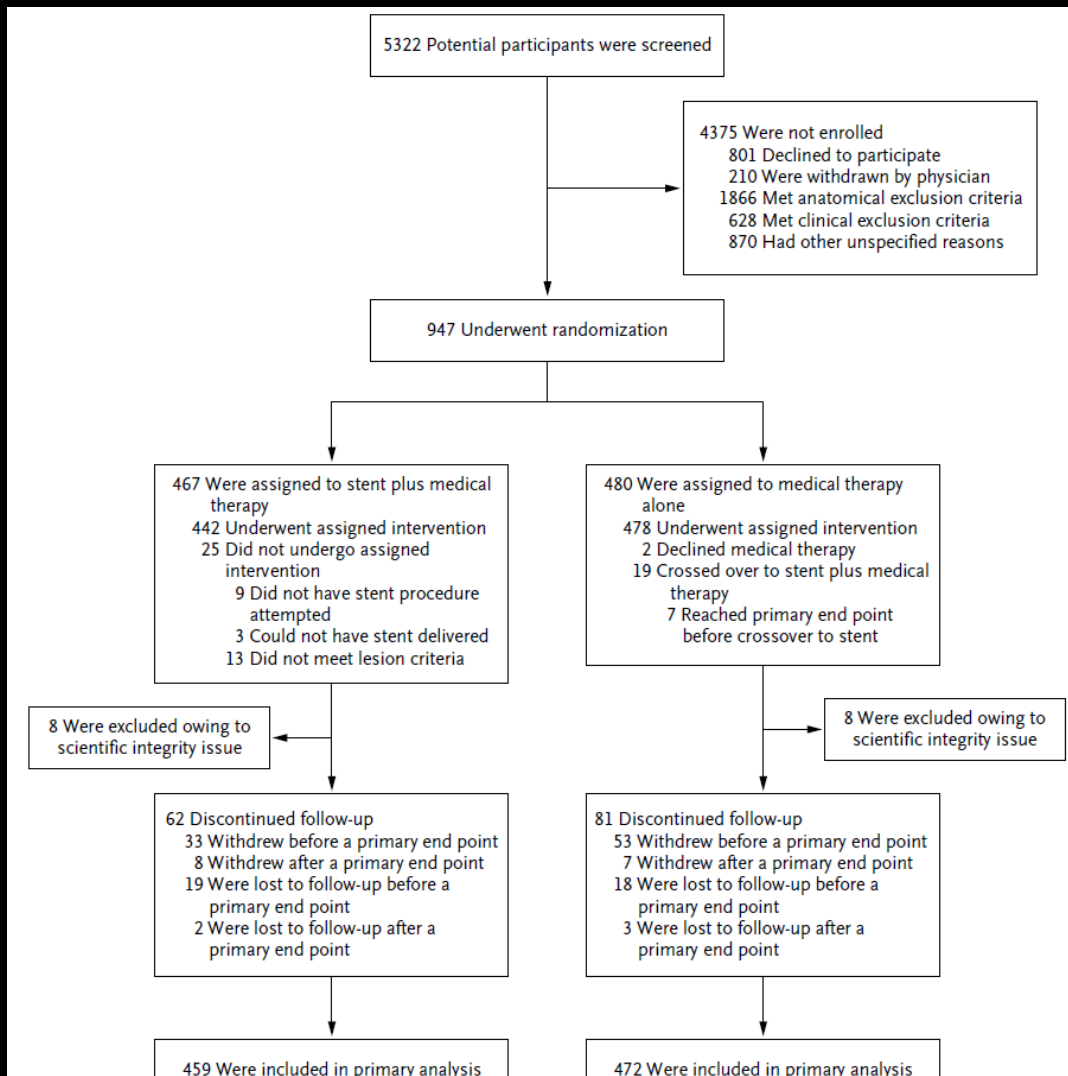 5322 Potential participants were screened
4375 Were not enrolled
801 Declined to participate
210 Were withdrawn by physician
1866 Met anatomical exclusion criteria
628 Met clinical exclusion criteria
870 Had other unspecified reasons
947 Underwent randomization
467 Were assigned to stent plus medical
therapy
442 Underwent assigned intervention
25 Did not undergo assigned
intervention
9 Did not have stent procedure
attempted
3 Could not have stent delivered
13 Did not meet lesion criteria
480 Were assigned to medical therapy
alone
478 Underwent assigned intervention
2 Declined medical therapy
19 Crossed over to stent plus medical
therapy
7 Reached primary end point
before crossover to stent
8 Were excluded owing to
scientific integrity issue
8 Were excluded owing to
scientific integrity issue
62 Discontinued follow-up
33 Withdrew before a primary end point
8 Withdrew after a primary end point
19 Were lost to follow-up before a
primary end point
2 Were lost to follow-up after a
primary end point
81 Discontinued follow-up
53 Withdrew before a primary end point
7 Withdrew after a primary end point
18 Were lost to follow-up before a
primary end point
3 Were lost to follow-up after a
primary end point
459 Were included in primary analysis
472 Were included in primary analysis